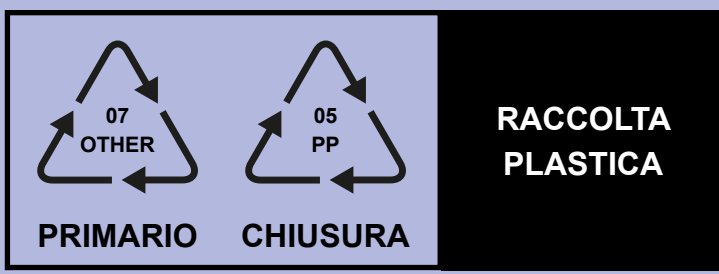 07
OTHER
PRIMARIO
05
PP
CHIUSURA
RACCOLTA
PLASTICA